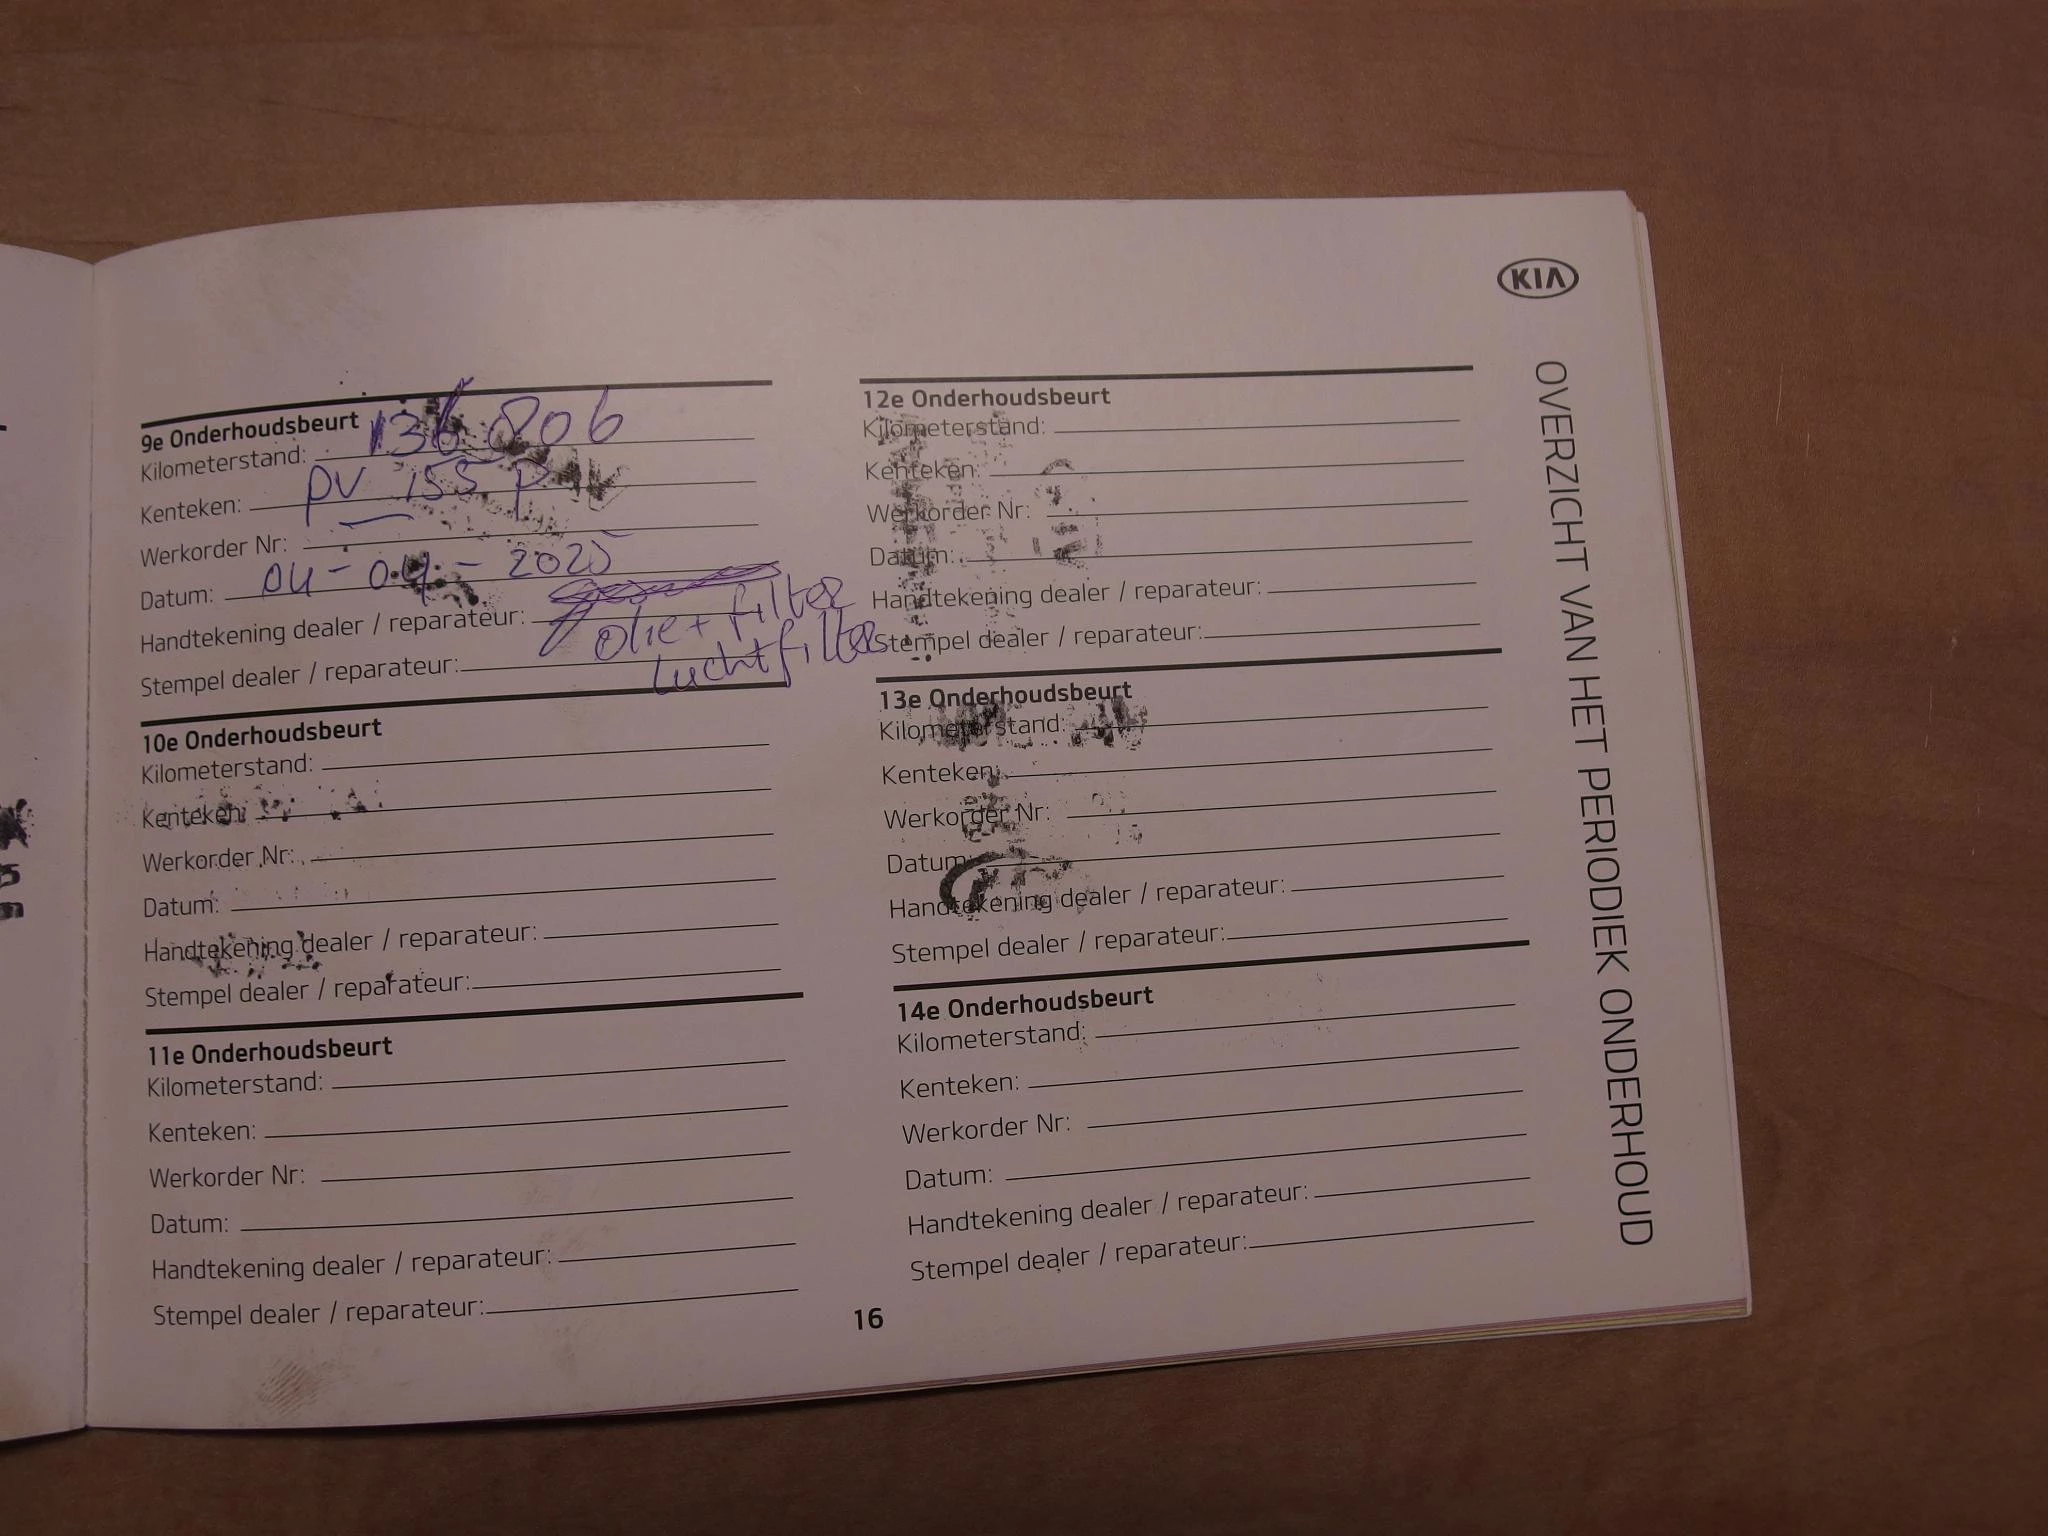 KIA
OVERZICHT VAN HET PERIODIEK ONDERHOUD
9e Onderhoudsbeurt
Kilometerstand: 136806
Kenteken: PV 155 P
Werkorder Nr:
Datum: 04-04-2025
Handtekening dealer / reparateur: olie + filter
Stempel dealer / reparateur: luchtfilter
10e Onderhoudsbeurt
Kilometerstand:
Kenteken:
Werkorder Nr:
Datum:
Handtekening dealer / reparateur:
Stempel dealer / reparateur:
11e Onderhoudsbeurt
Kilometerstand:
Kenteken:
Werkorder Nr:
Datum:
Handtekening dealer / reparateur:
Stempel dealer / reparateur:
12e Onderhoudsbeurt
Kilometerstand:
Kenteken:
Werkorder Nr:
Datum:
Handtekening dealer / reparateur:
Stempel dealer / reparateur:
13e Onderhoudsbeurt
Kilometerstand:
Kenteken:
Werkorder Nr:
Datum:
Handtekening dealer / reparateur:
Stempel dealer / reparateur:
14e Onderhoudsbeurt
Kilometerstand:
Kenteken:
Werkorder Nr:
Datum:
Handtekening dealer / reparateur:
Stempel dealer / reparateur:
16